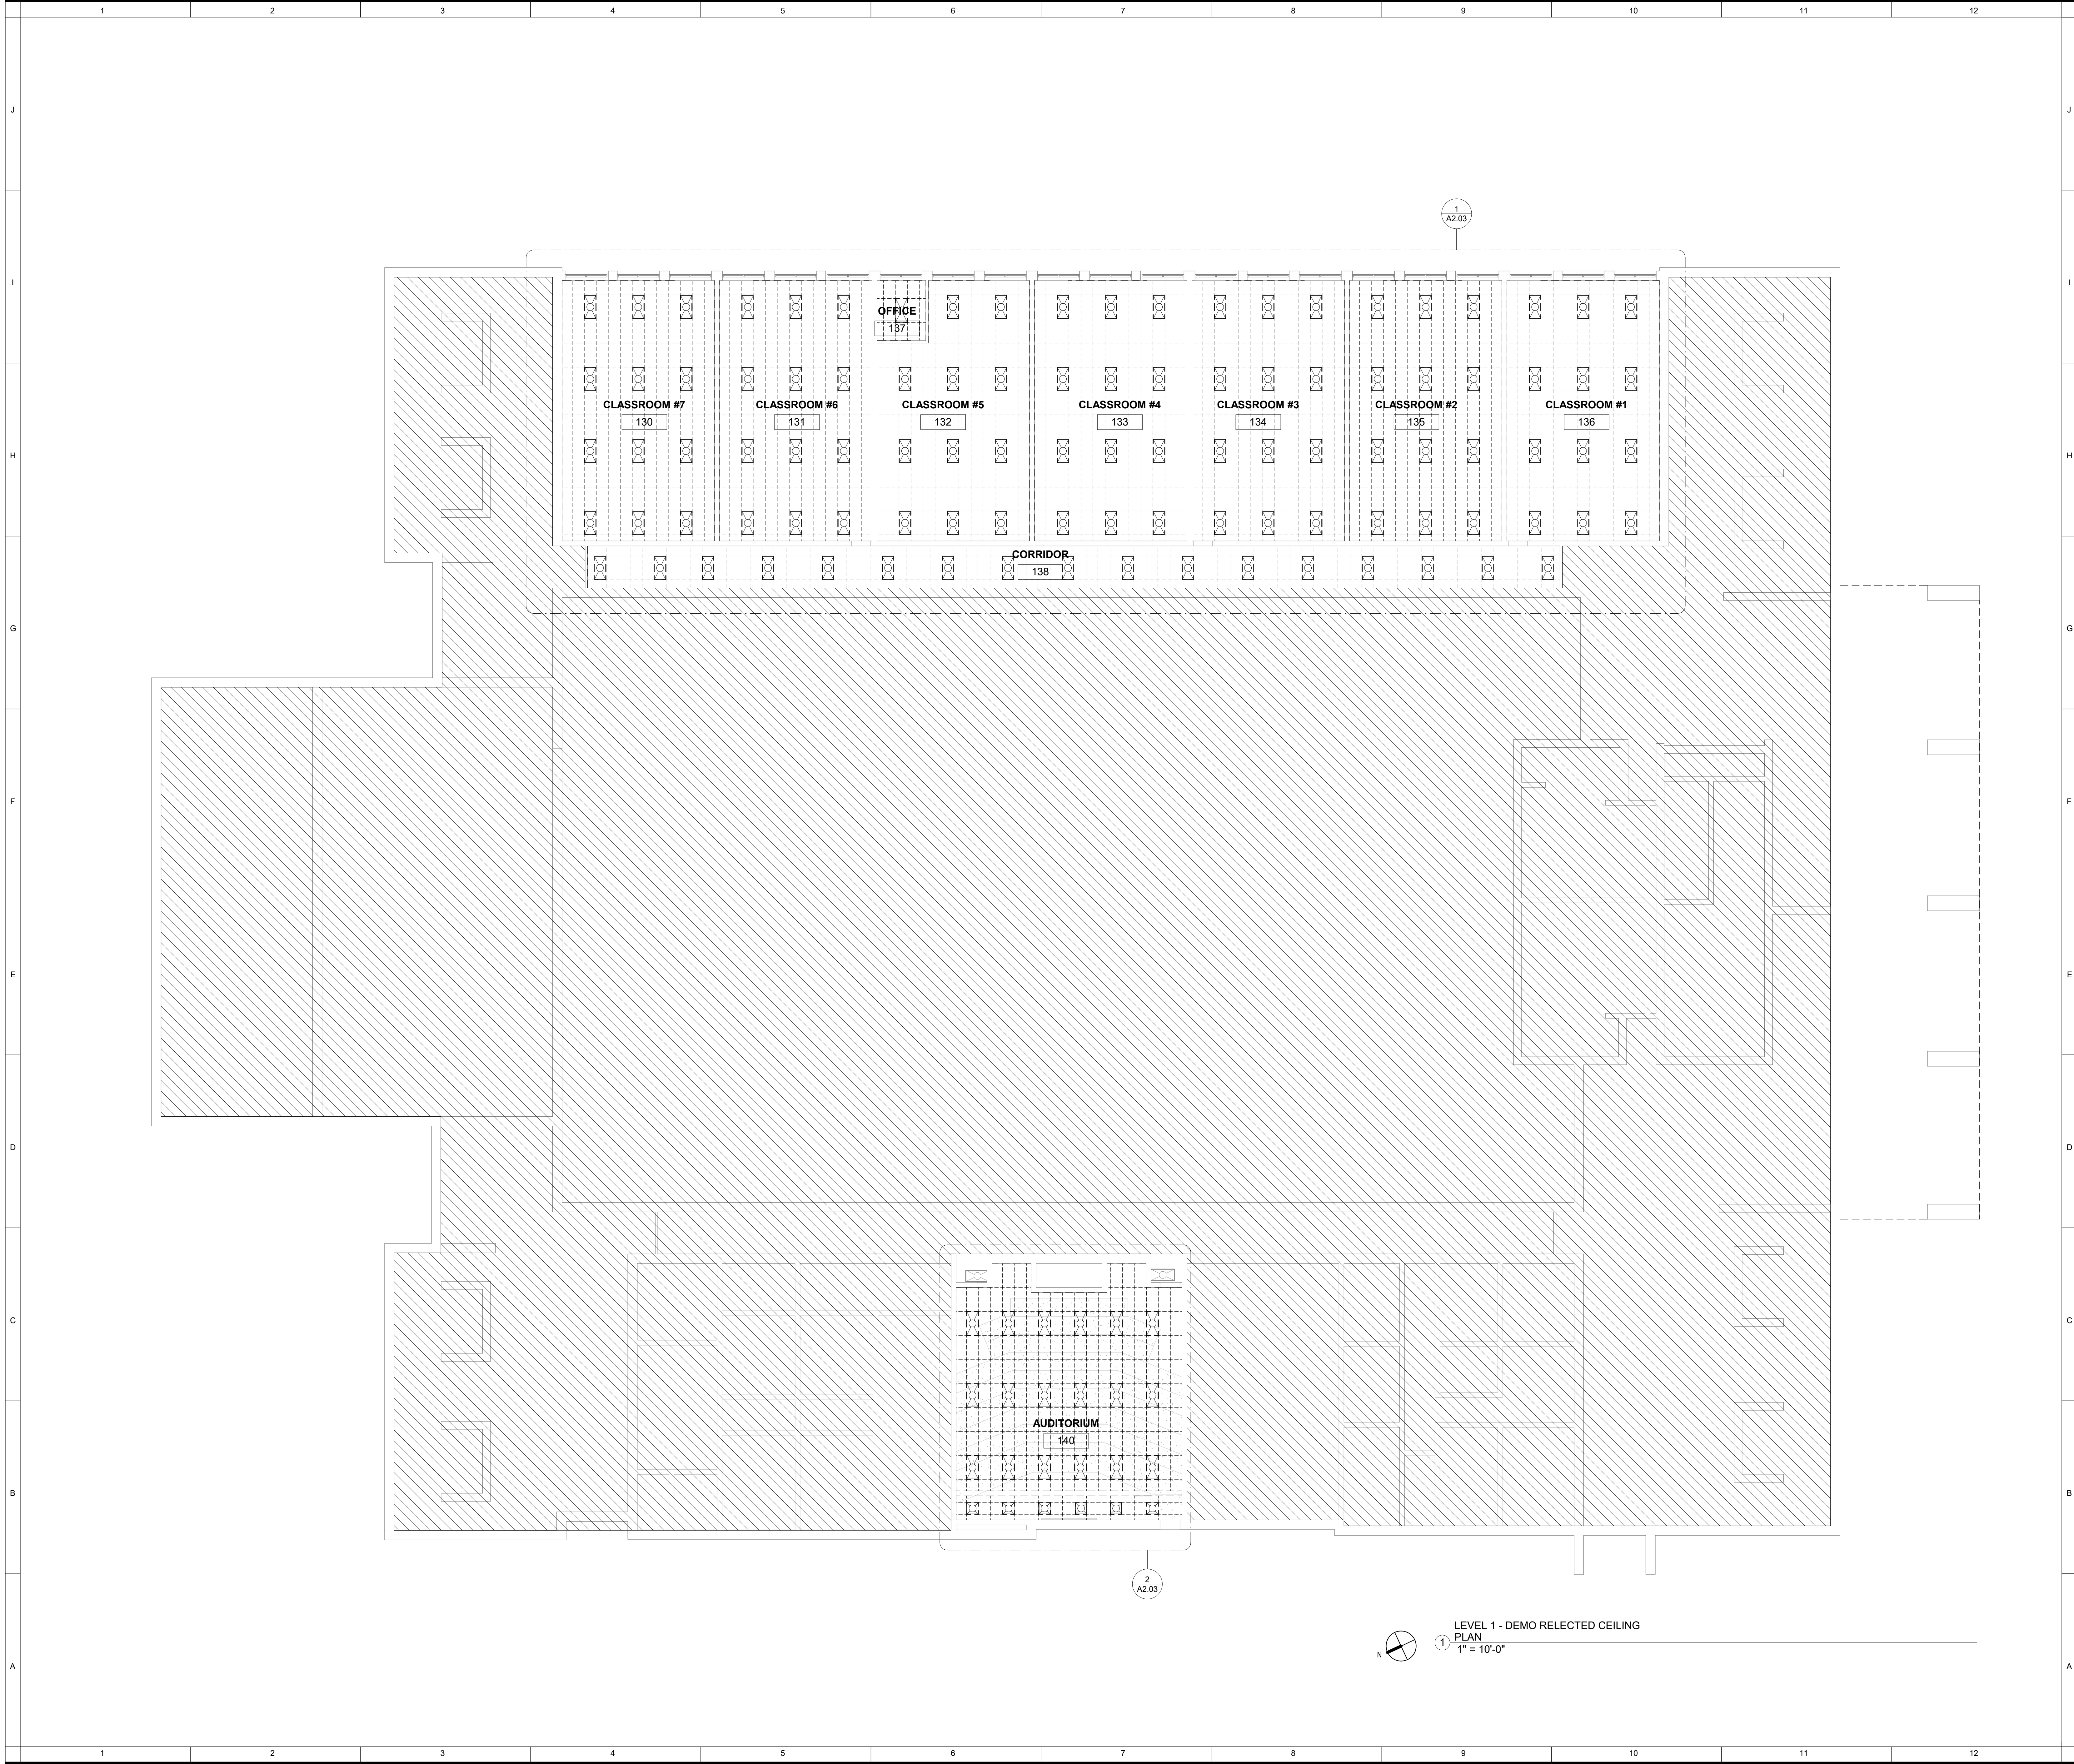 1 2 3 4 5 6 7 8 9 10 11 12
J J
1
A2.03
I I
OFFICE
137
CLASSROOM #7 CLASSROOM #6 CLASSROOM #5 CLASSROOM #4 CLASSROOM #3 CLASSROOM #2 CLASSROOM #1
130 131 132 133 134 135 136
H H
CORRIDOR
138
G G
F F
E E
D D
C C
AUDITORIUM
140
B B
2
A2.03
LEVEL 1 - DEMO RELECTED CEILING
PLAN
1
1" = 10'-0"
N
A A
1 2 3 4 5 6 7 8 9 10 11 12